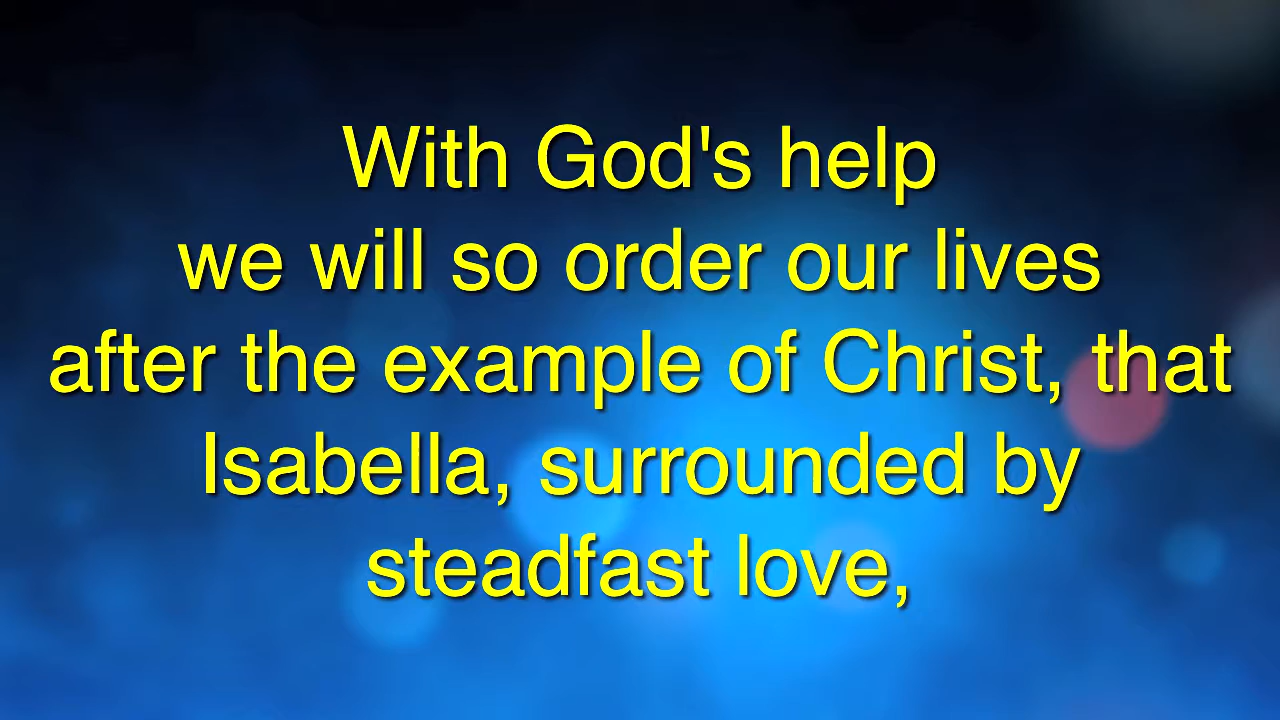 With God's help
we will so order our lives
after the example of Christ, that
Isabella, surrounded by
steadfast love,